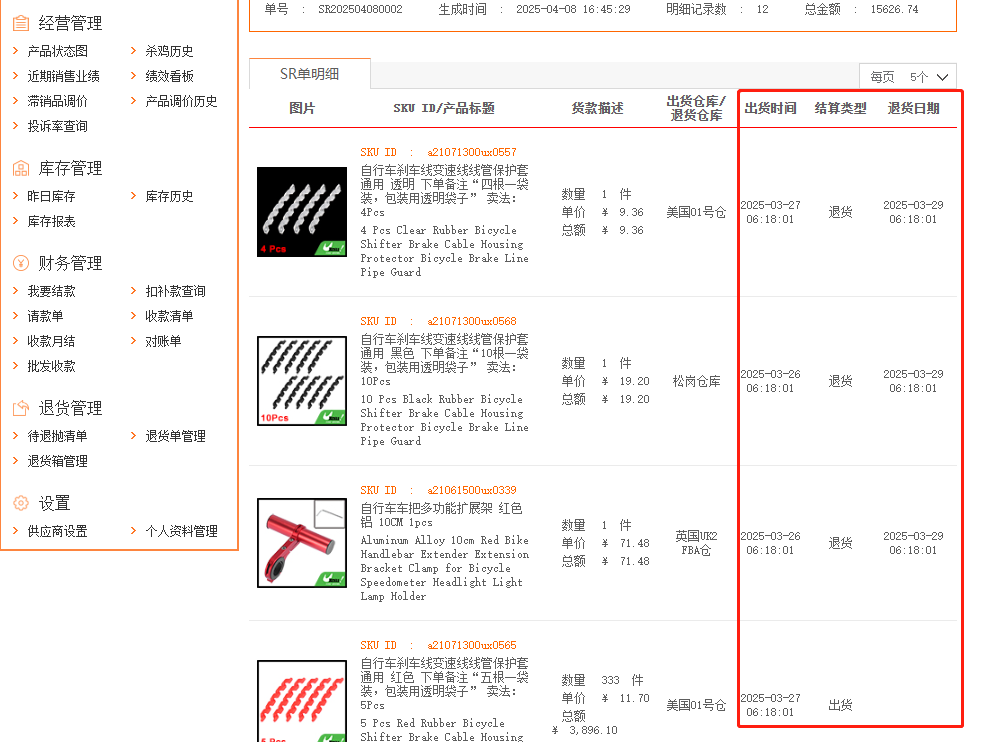 经营管理
产品状态图 杀鸡历史
近期销售业绩 绩效看板
滞销品调价 产品调价历史
投诉率查询
库存管理
昨日库存 库存历史
库存报表
财务管理
我要结款 扣补款查询
请款单 收款清单
收款月结 对账单
批发收款
退货管理
待退抛清单 退货单管理
退货箱管理
设置
供应商设置 个人资料管理
单号 : SR202504080002 生成时间 : 2025-04-08 16:45:29 明细记录数 : 12 总金额 : 15626.74
SR单明细
每页 5个
图片 SKU ID/产品标题 货款描述 出货仓库/退货仓库 出货时间 结算类型 退货日期
SKU ID : a21071300ux0557
自行车刹车线变速线线管保护套
通用 透明 下单备注“四根一袋
装，包装用透明袋子” 卖法:
4Pcs
4 Pcs Clear Rubber Bicycle
Shifter Brake Cable Housing
Protector Bicycle Brake Line
Pipe Guard
4 Pcs
数量 1 件
单价 ¥ 9.36
总额 ¥ 9.36
美国01号仓
2025-03-27
06:18:01
退货
2025-03-29
06:18:01
SKU ID : a21071300ux0568
自行车刹车线变速线线管保护套
通用 黑色 下单备注“10根一袋
装，包装用透明袋子” 卖法:
10Pcs
10 Pcs Black Rubber Bicycle
Shifter Brake Cable Housing
Protector Bicycle Brake Line
Pipe Guard
10Pcs
数量 1 件
单价 ¥ 19.20
总额 ¥ 19.20
松岗仓库
2025-03-26
06:18:01
退货
2025-03-29
06:18:01
SKU ID : a21061500ux0339
自行车车把多功能扩展架 红色
铝 10CM 1pcs
Aluminum Alloy 10cm Red Bike
Handlebar Extender Extension
Bracket Clamp for Bicycle
Speedometer Headlight Light
Lamp Holder
数量 1 件
单价 ¥ 71.48
总额 ¥ 71.48
英国UK2
FBA仓
2025-03-26
06:18:01
退货
2025-03-29
06:18:01
SKU ID : a21071300ux0565
自行车刹车线变速线线管保护套
通用 红色 下单备注“五根一袋
装，包装用透明袋子” 卖法:
5Pcs
5 Pcs Red Rubber Bicycle
Shifter Brake Cable Housing
5 Pcs
数量 333 件
单价 ¥ 11.70
总额
¥ 3,896.10
美国01号仓
2025-03-27
06:18:01
出货